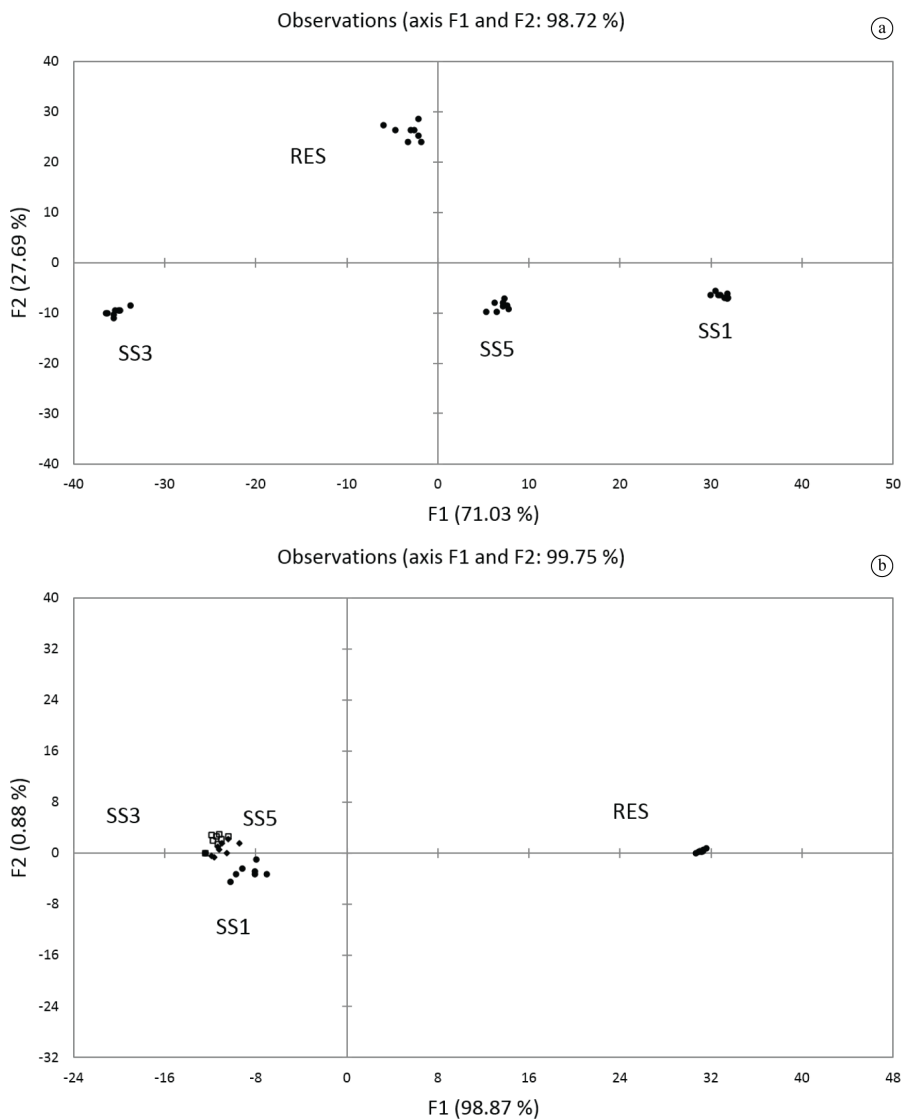 Observations (axis F1 and F2: 98.72 %)
a
40
30
RES
20
10
0
-10
SS3
SS5
SS1
-20
-30
-40
F2 (27.69 %)
-40 -30 -20 -10 0 10 20 30 40 50
F1 (71.03 %)
Observations (axis F1 and F2: 99.75 %)
b
40
32
24
16
8
SS3
SS5
RES
0
-8
SS1
-16
-24
-32
F2 (0.88 %)
-24 -16 -8 0 8 16 24 32 40 48
F1 (98.87 %)